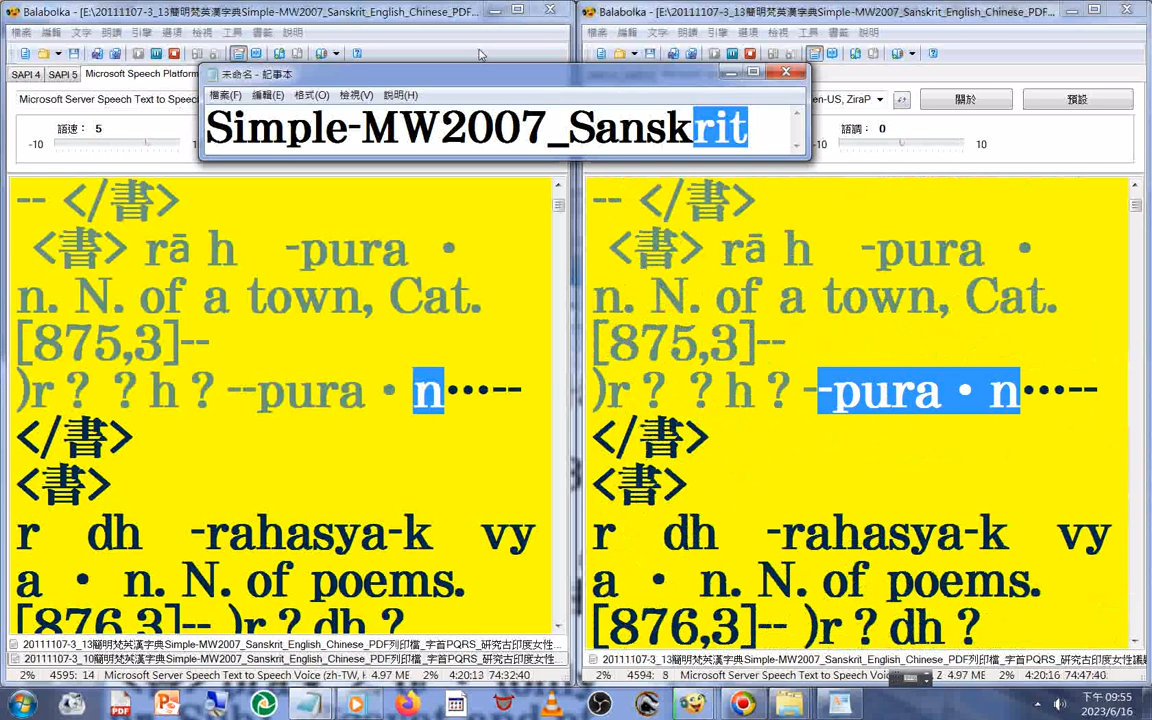 Balabolka - [E:\20111107-3_13簡明梵英漢字典Simple-MW2007_Sanskrit_English_Chinese_PDF...
檔案 編輯 文字 朗讀 引擎 選項 檢視 工具 書籤 說明
SAPI 4 SAPI 5 Microsoft Speech Platform
Microsoft Server Speech Text to Speec
語速： 5
-10
-- </書>
<書> rā h -pura •
n. N. of a town, Cat.
[875,3]--
)r ? ? h ? --pura • n•••--
</書>
<書>
r dh -rahasya-k vy
a • n. N. of poems.
[876,3]-- )r ? dh ?
20111107-3_13簡明梵英漢字典Simple-MW2007_Sanskrit_English_Chinese_PDF列印檔_字首PQRS_研究古印度女性...
20111107-3_10簡明梵英漢字典Simple-MW2007_Sanskrit_English_Chinese_PDF列印檔_字首PQRS_研究古印度女性...
2% 4595: 14 Microsoft Server Speech Text to Speech Voice (zh-TW, 4.97 MB 2% 4:20:13 74:32:40
未命名 - 記事本
檔案(F) 編輯(E) 格式(O) 檢視(V) 說明(H)
Simple-MW2007_Sanskrit
Balabolka - [E:\20111107-3_13簡明梵英漢字典Simple-MW2007_Sanskrit_English_Chinese_PDF...
檔案 編輯 文字 朗讀 引擎 選項 檢視 工具 書籤 說明
en-US, ZiraP 關於 預設
語調： 0
10
-- </書>
<書> rā h -pura •
n. N. of a town, Cat.
[875,3]--
)r ? ? h ? --pura • n•••--
</書>
<書>
r dh -rahasya-k vy
a • n. N. of poems.
[876,3]-- )r ? dh ?
20111107-3_13簡明梵英漢字典Simple-MW2007_Sanskrit_English_Chinese_PDF列印檔_字首PQRS_研究古印度女性議
2% 4594: 8 Microsoft Server Speech Text to Speech Voice 4.97 MB 2% 4:20:16 74:47:40
下午 09:55
2023/6/16